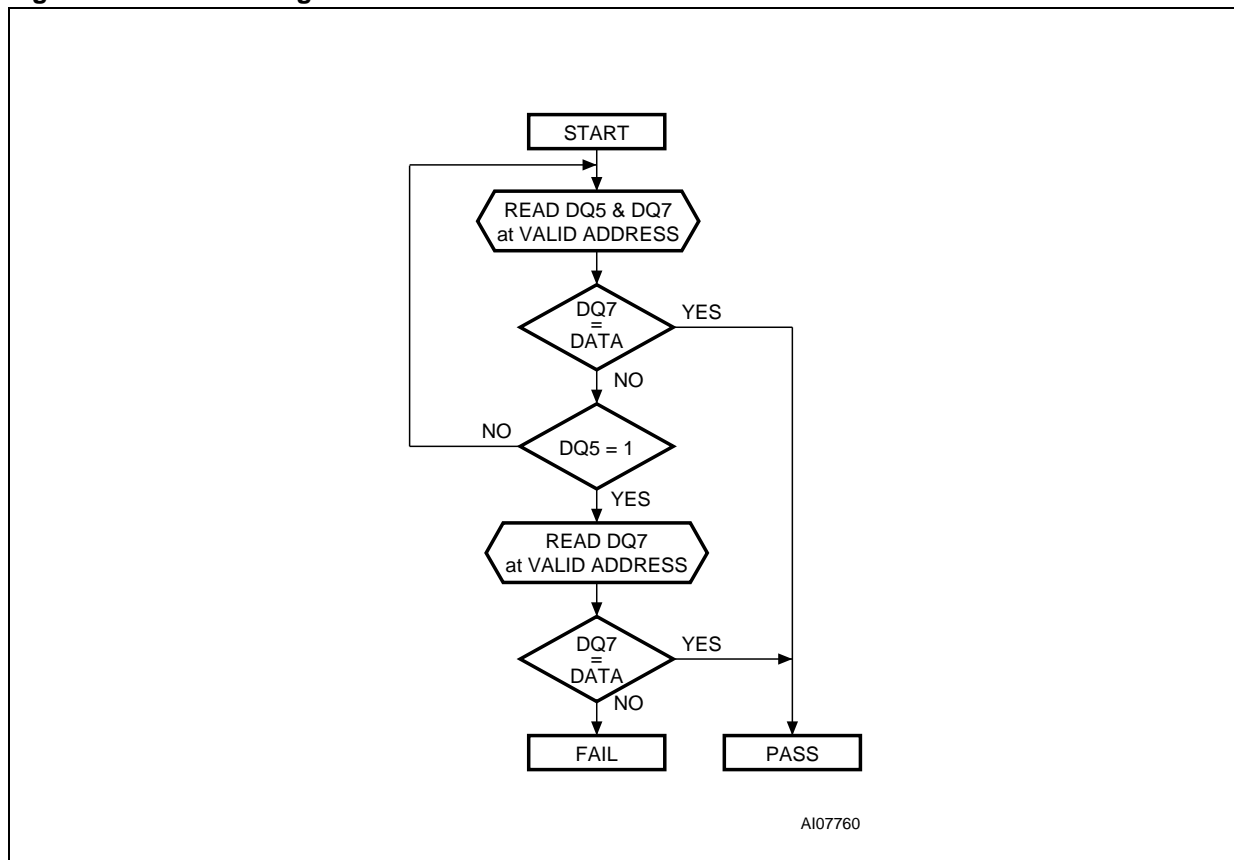 START
READ DQ5 & DQ7
at VALID ADDRESS
DQ7
=
DATA
YES
NO
NO
DQ5 = 1
YES
READ DQ7
at VALID ADDRESS
DQ7
=
DATA
YES
NO
FAIL
PASS
AI07760